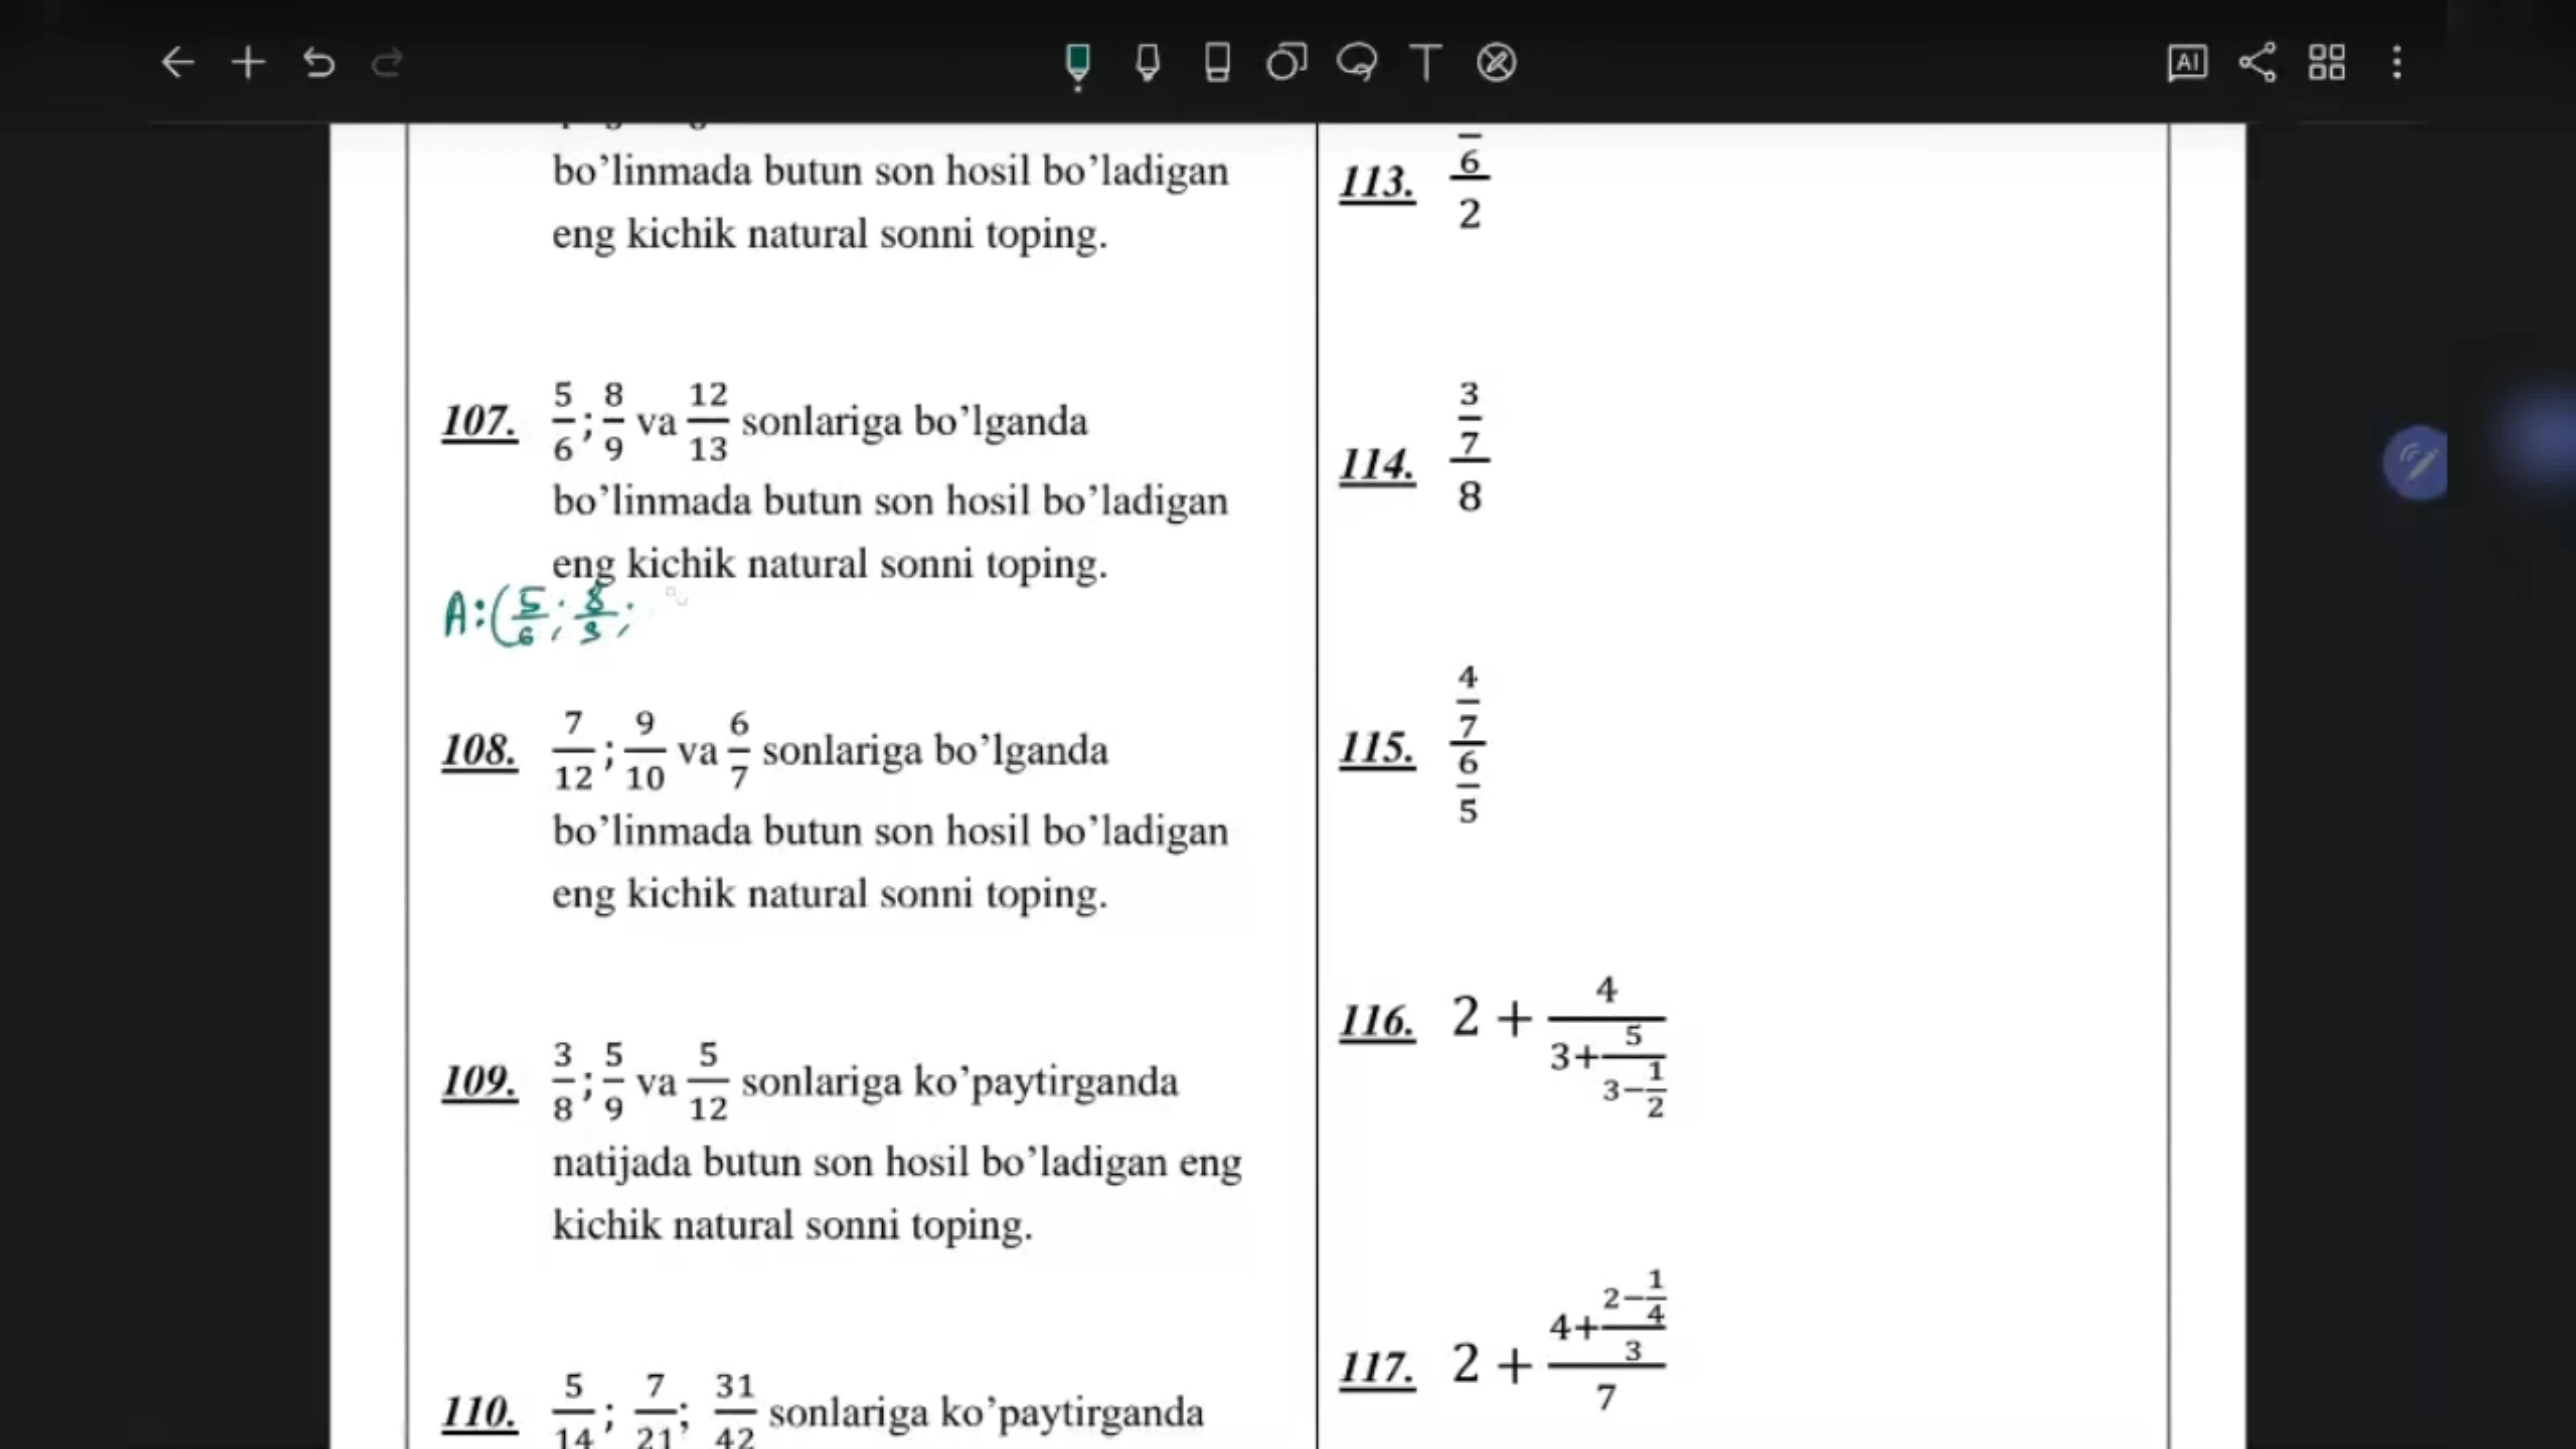 bo’linmada butun son hosil bo’ladigan
eng kichik natural sonni toping.
107. 5/6; 8/9 va 12/13 sonlariga bo’lganda
bo’linmada butun son hosil bo’ladigan
eng kichik natural sonni toping.
A:(5/6; 8/9;
108. 7/12; 9/10 va 6/7 sonlariga bo’lganda
bo’linmada butun son hosil bo’ladigan
eng kichik natural sonni toping.
109. 3/8; 5/9 va 5/12 sonlariga ko’paytirganda
natijada butun son hosil bo’ladigan eng
kichik natural sonni toping.
110. 5/14; 7/21; 31/42 sonlariga ko’paytirganda
113. /6/2
114. 3/7/8
115. 4/7/6/5
116. 2 + 4/(3+5/(3−1/2))
117. 2 + (4+(2−1/4)/3)/7
T
AI